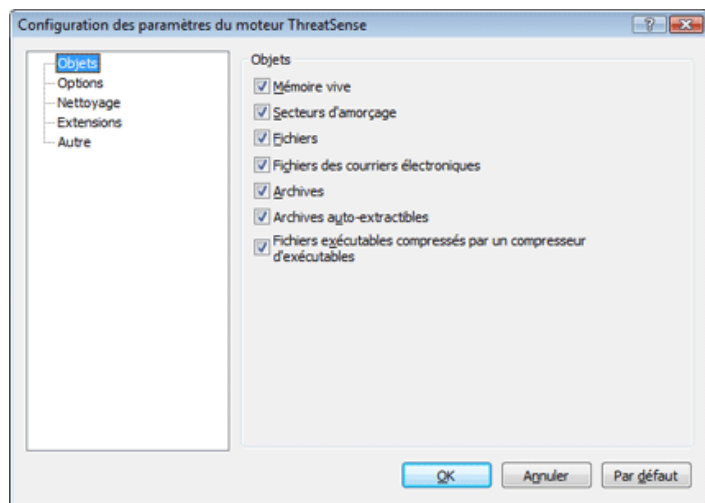 Configuration des paramètres du moteur ThreatSense
Objets
Options
Nettoyage
Extensions
Autre
Objets
Mémoire vive
Secteurs d'amorçage
Fichiers
Fichiers des courriers électroniques
Archives
Archives auto-extractibles
Fichiers exécutables compressés par un compresseur
d'exécutables
OK
Annuler
Par défaut